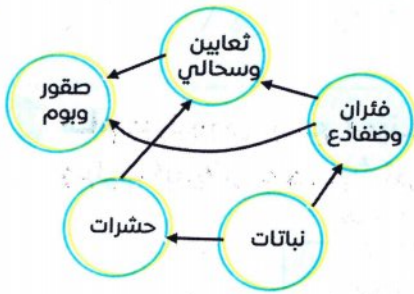 ثعابين
وسحالي
صقور
وبوم
فئران
وضفادع
حشرات
نباتات